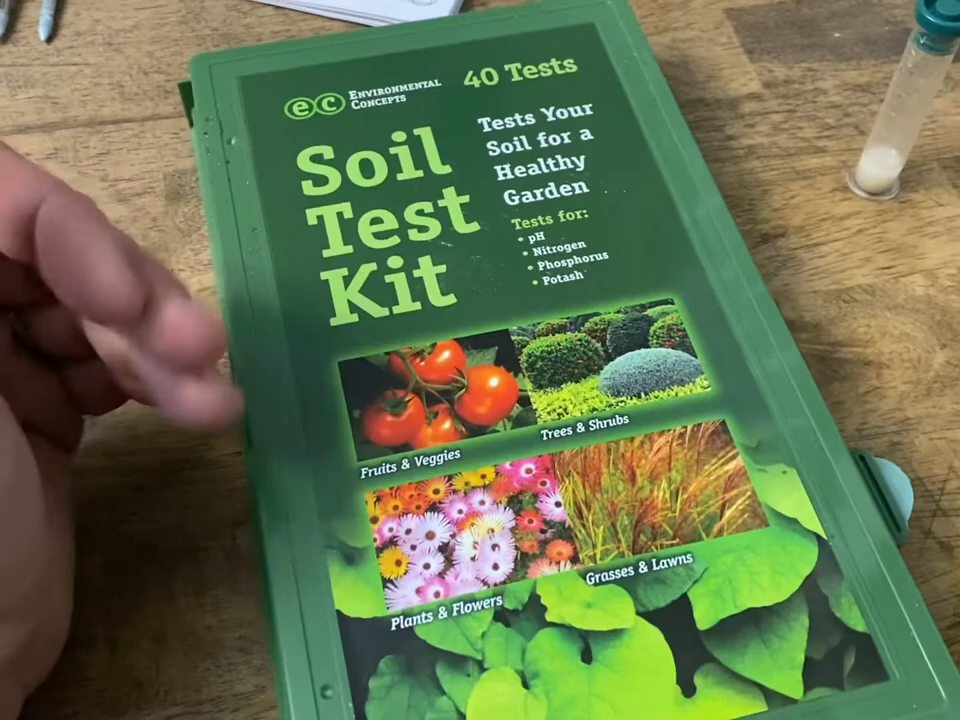 ec Environmental Concepts
40 Tests
Soil
Test
Kit
Tests Your
Soil for a
Healthy
Garden
Tests for:
• pH
• Nitrogen
• Phosphorus
• Potash
Fruits & Veggies
Trees & Shrubs
Plants & Flowers
Grasses & Lawns